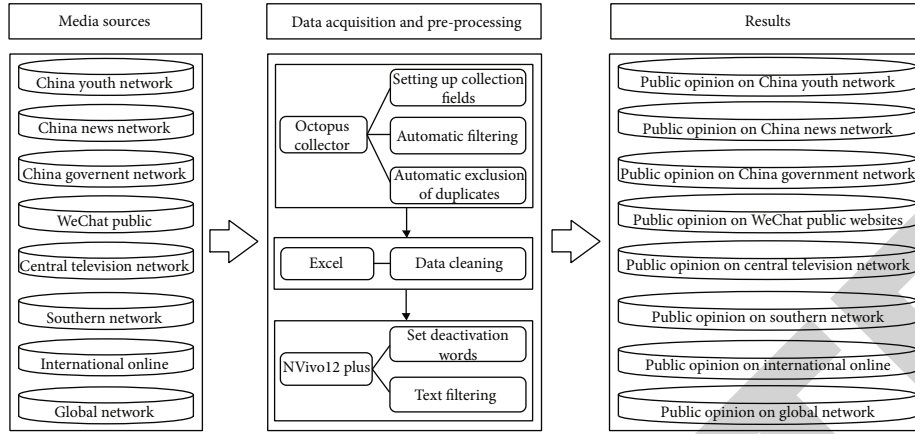 Media sources
Data acquisition and pre-processing
Results
China youth network
China news network
China governent network
WeChat public
Central television network
Southern network
International online
Global network
Octopus
collector
Setting up collection
fields
Automatic filtering
Automatic exclusion
of duplicates
Excel
Data cleaning
NVivo12 plus
Set deactivation
words
Text filtering
Public opinion on China youth network
Public opinion on China news network
Public opinion on China government network
Public opinion on WeChat public websites
Public opinion on central television network
Public opinion on southern network
Public opinion on international online
Public opinion on global network